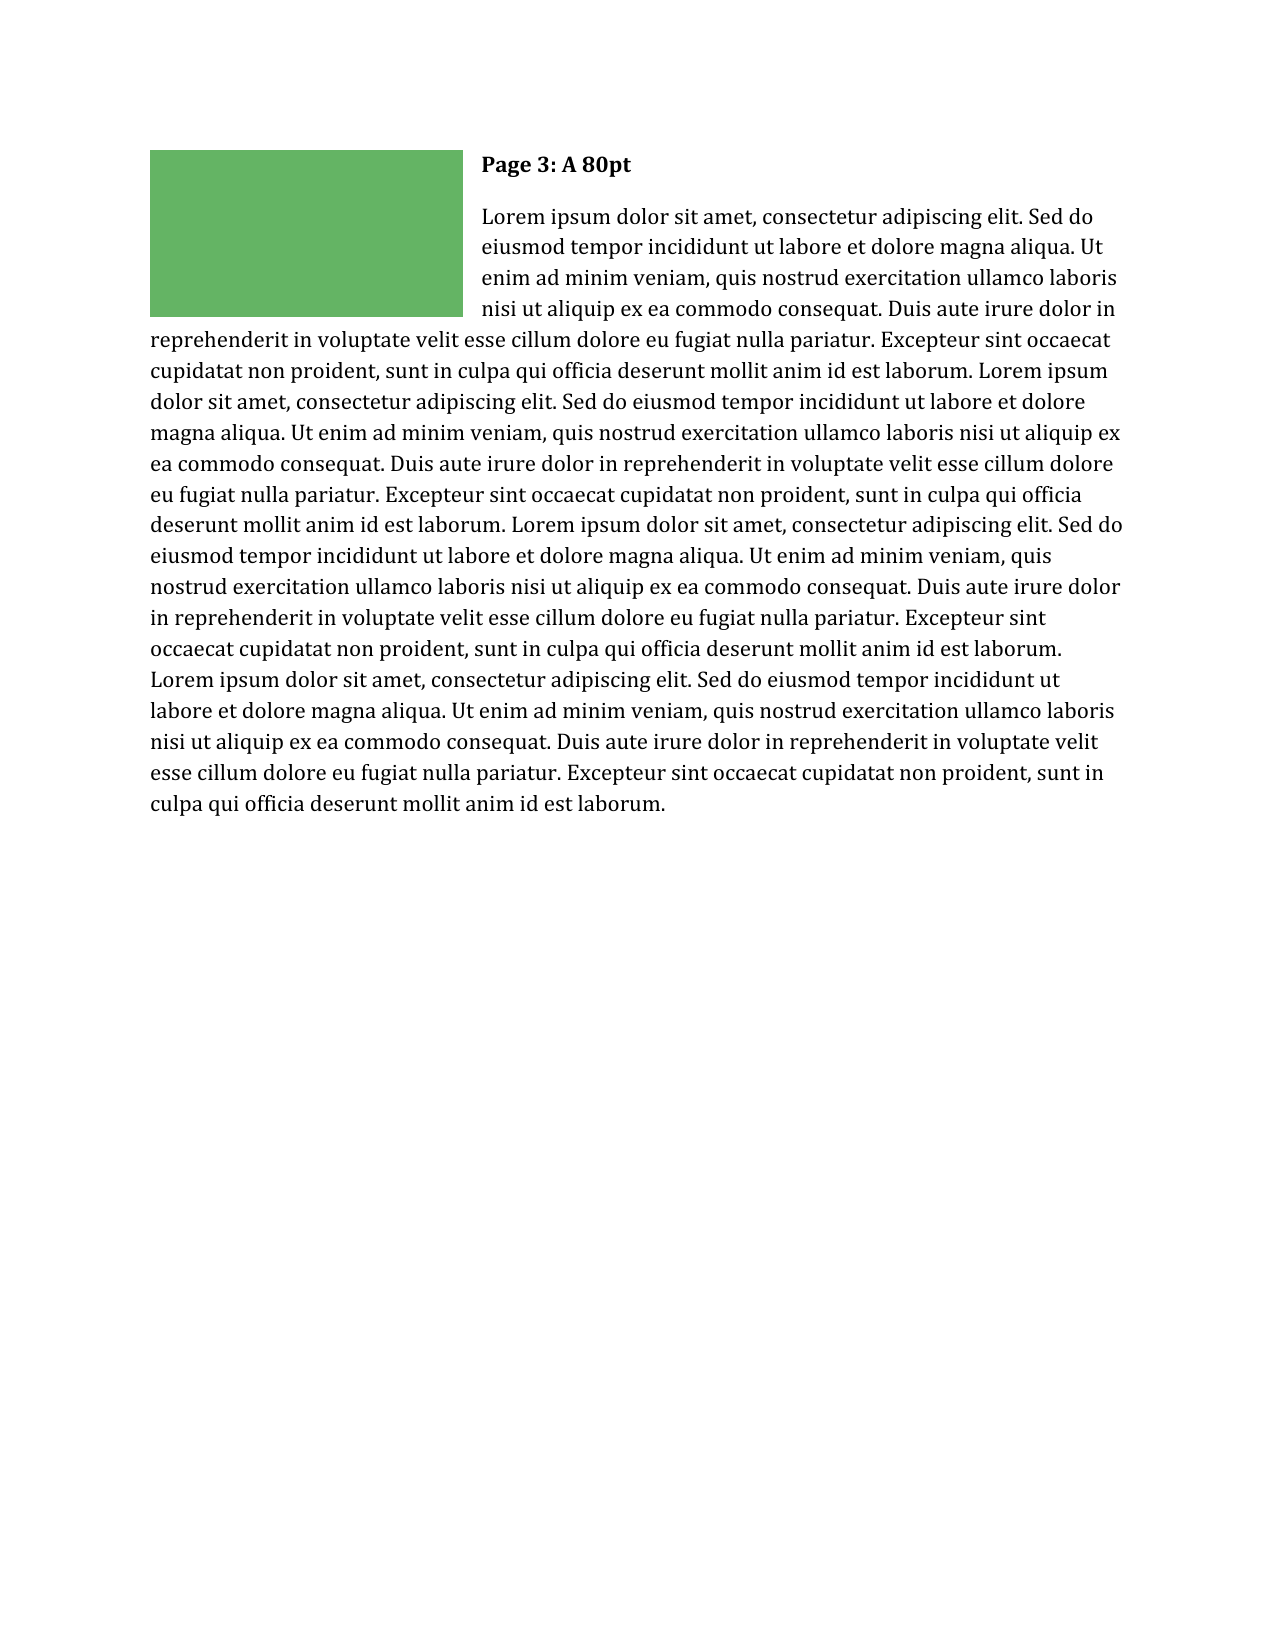 Page 3: A 80pt
Lorem ipsum dolor sit amet, consectetur adipiscing elit. Sed do
eiusmod tempor incididunt ut labore et dolore magna aliqua. Ut
enim ad minim veniam, quis nostrud exercitation ullamco laboris
nisi ut aliquip ex ea commodo consequat. Duis aute irure dolor in
reprehenderit in voluptate velit esse cillum dolore eu fugiat nulla pariatur. Excepteur sint occaecat
cupidatat non proident, sunt in culpa qui officia deserunt mollit anim id est laborum. Lorem ipsum
dolor sit amet, consectetur adipiscing elit. Sed do eiusmod tempor incididunt ut labore et dolore
magna aliqua. Ut enim ad minim veniam, quis nostrud exercitation ullamco laboris nisi ut aliquip ex
ea commodo consequat. Duis aute irure dolor in reprehenderit in voluptate velit esse cillum dolore
eu fugiat nulla pariatur. Excepteur sint occaecat cupidatat non proident, sunt in culpa qui officia
deserunt mollit anim id est laborum. Lorem ipsum dolor sit amet, consectetur adipiscing elit. Sed do
eiusmod tempor incididunt ut labore et dolore magna aliqua. Ut enim ad minim veniam, quis
nostrud exercitation ullamco laboris nisi ut aliquip ex ea commodo consequat. Duis aute irure dolor
in reprehenderit in voluptate velit esse cillum dolore eu fugiat nulla pariatur. Excepteur sint
occaecat cupidatat non proident, sunt in culpa qui officia deserunt mollit anim id est laborum.
Lorem ipsum dolor sit amet, consectetur adipiscing elit. Sed do eiusmod tempor incididunt ut
labore et dolore magna aliqua. Ut enim ad minim veniam, quis nostrud exercitation ullamco laboris
nisi ut aliquip ex ea commodo consequat. Duis aute irure dolor in reprehenderit in voluptate velit
esse cillum dolore eu fugiat nulla pariatur. Excepteur sint occaecat cupidatat non proident, sunt in
culpa qui officia deserunt mollit anim id est laborum.